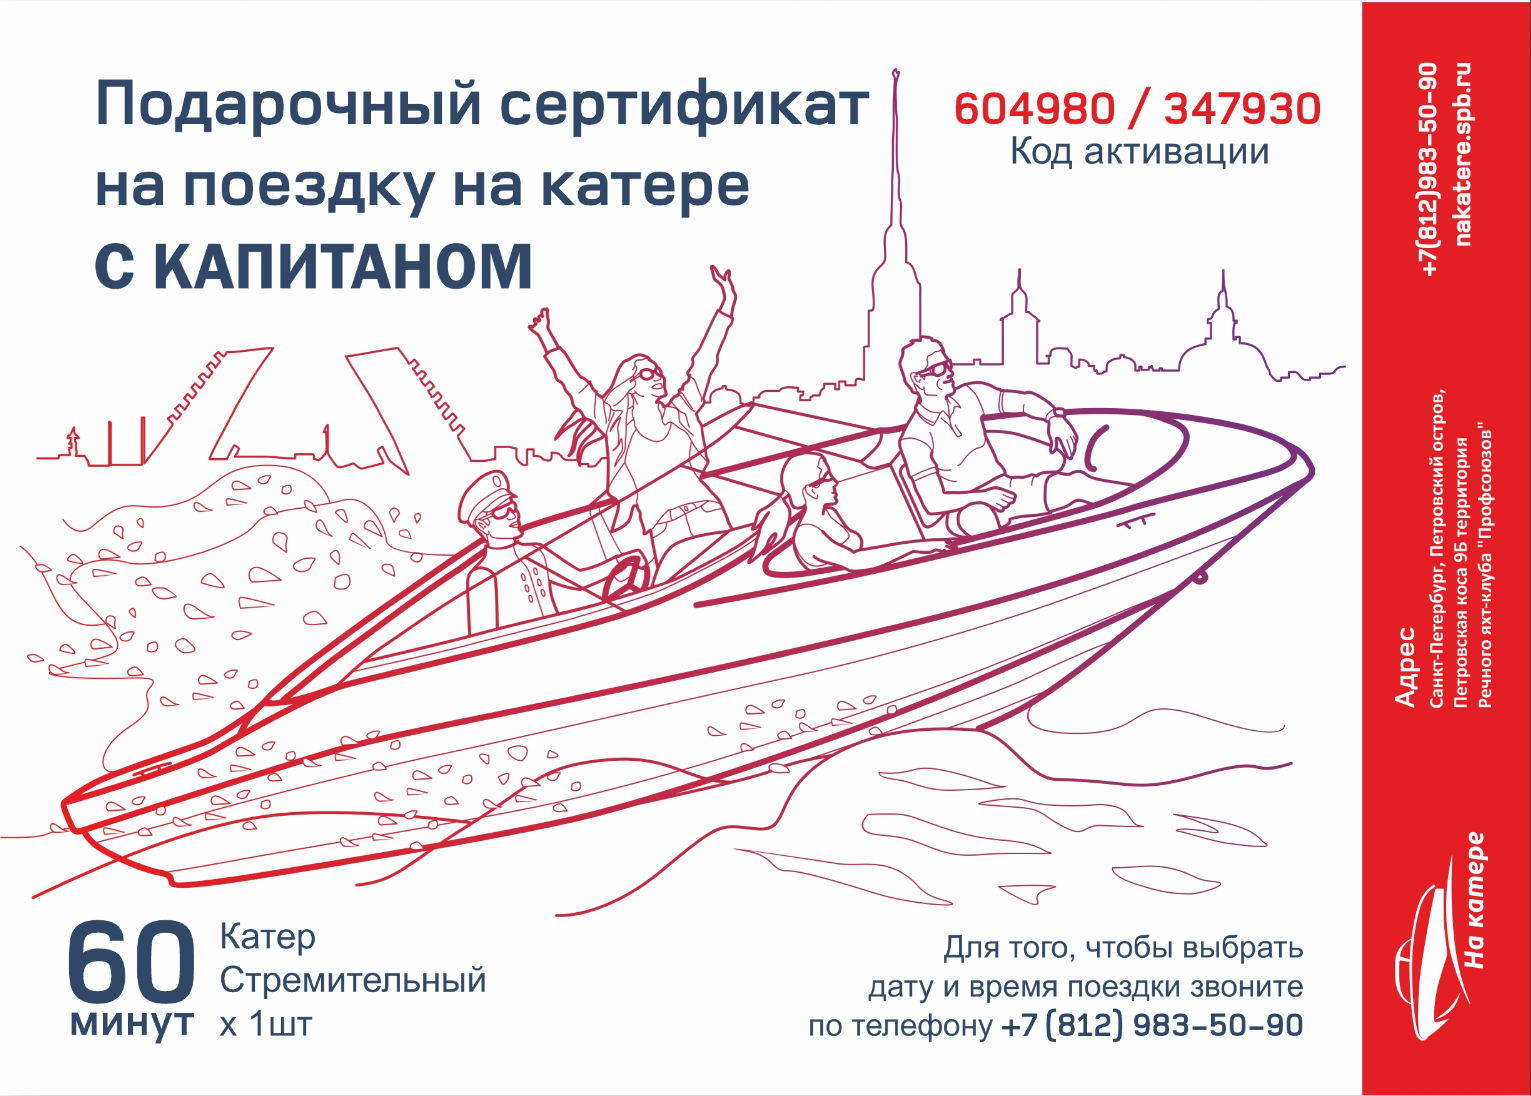 Подарочный сертификат
на поездку на катере
С КАПИТАНОМ
604980 / 347930
Код активации
60
минут
Катер
Стремительный
х 1шт
Для того, чтобы выбрать
дату и время поездки звоните
по телефону +7 (812) 983-50-90
+7(812)983-50-90
nakatere.spb.ru
Адрес
Санкт-Петербург, Петровский остров,
Петровская коса 9Б территория
Речного яхт-клуба "Профсоюзов"
На катере